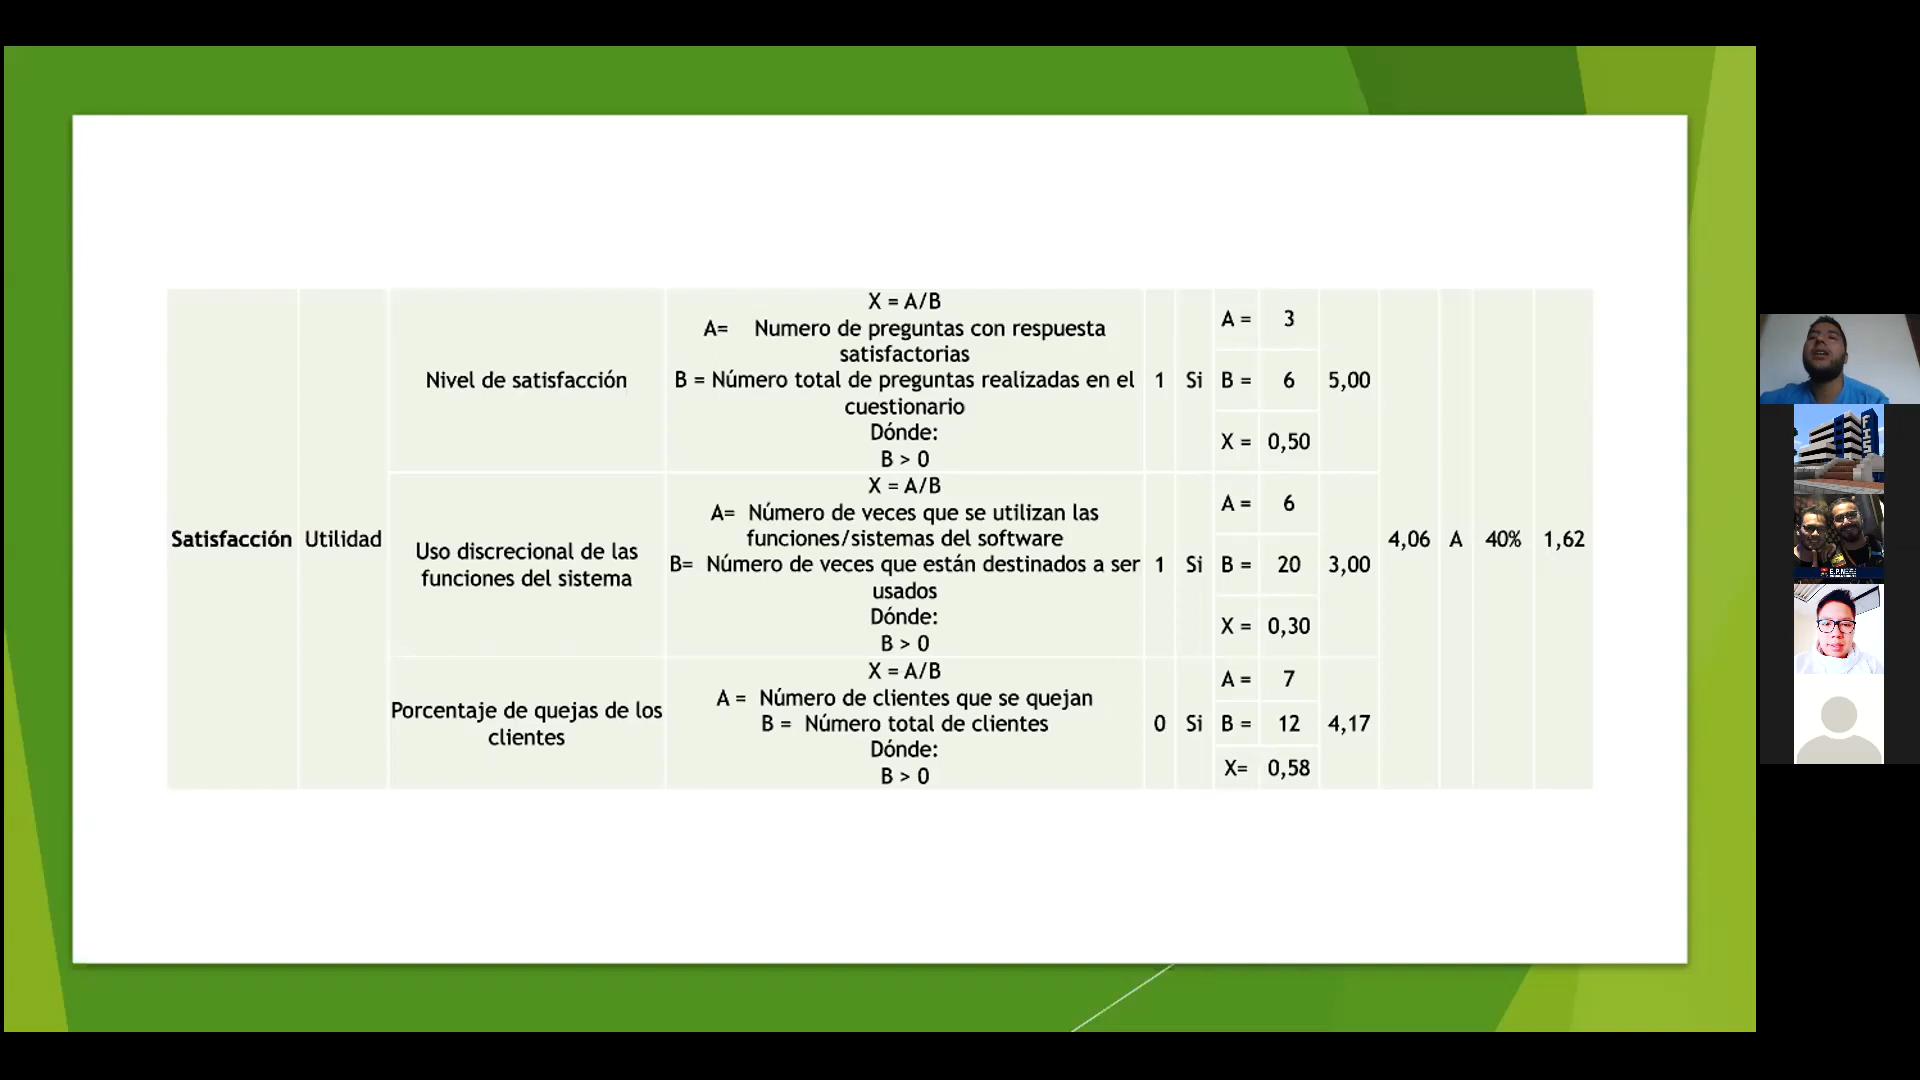 X = A/B
A= Numero de preguntas con respuesta
satisfactorias
B = Número total de preguntas realizadas en el
cuestionario
Dónde:
B > 0
Nivel de satisfacción
1
Si
A = 3
B = 6
X = 0,50
5,00
X = A/B
A= Número de veces que se utilizan las
funciones/sistemas del software
B= Número de veces que están destinados a ser
usados
Dónde:
B > 0
Satisfacción
Utilidad
Uso discrecional de las
funciones del sistema
1
Si
A = 6
B = 20
X = 0,30
3,00
4,06
A
40%
1,62
X = A/B
A = Número de clientes que se quejan
B = Número total de clientes
Dónde:
B > 0
Porcentaje de quejas de los
clientes
0
Si
A = 7
B = 12
X= 0,58
4,17